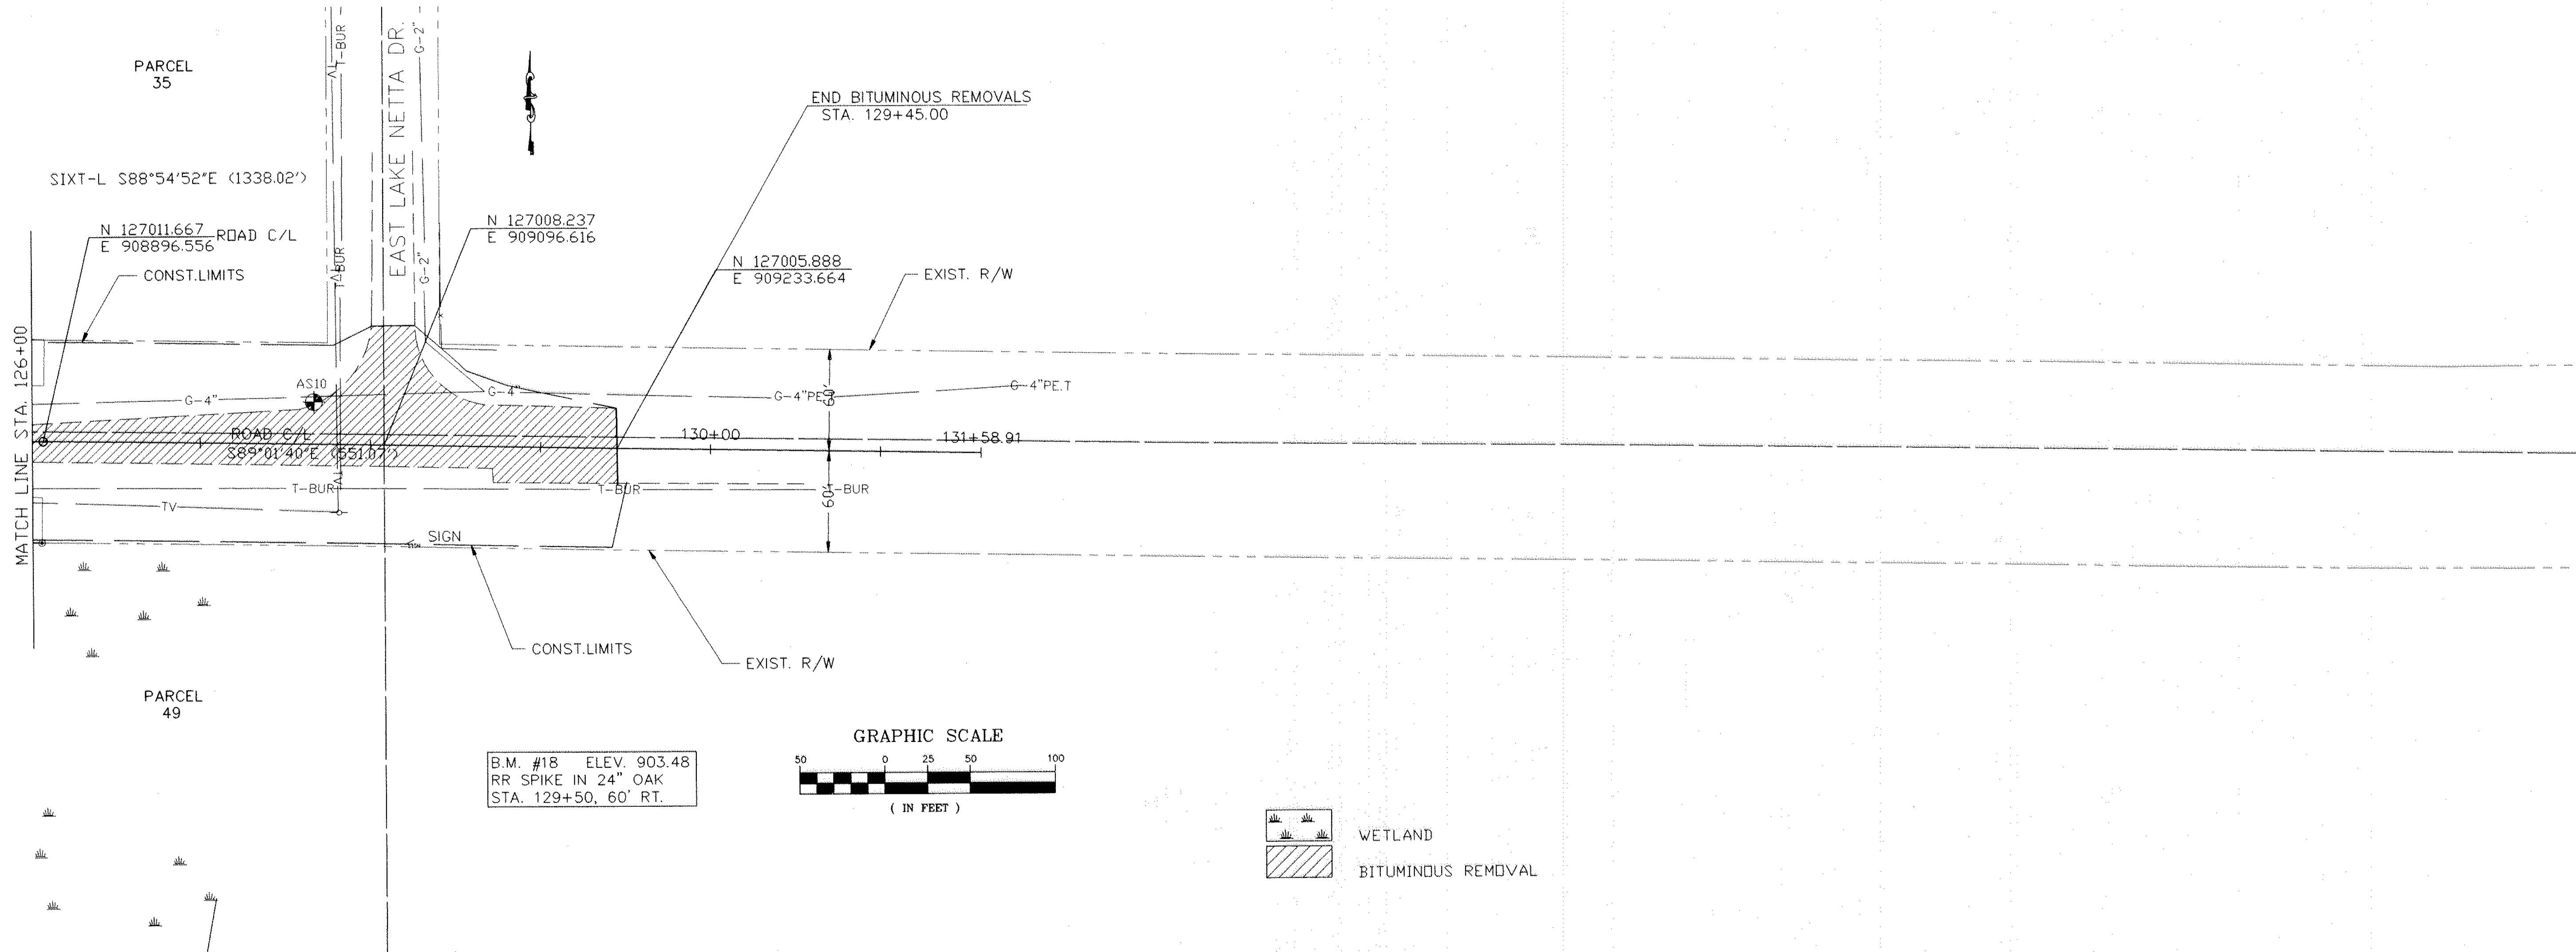 PARCEL
35
T-BUR
EAST LAKE NETTA DR.
G-2"
END BITUMINOUS REMOVALS
STA. 129+45.00
SIXT-L S88°54'52"E (1338.02')
N 127011.667
E 908896.556
ROAD C/L
CONST.LIMITS
T-BUR
G-2"
N 127008.237
E 909096.616
N 127005.888
E 909233.664
EXIST. R/W
MATCH LINE STA. 126+00
AS10
G-4"
G-4"
G-4"PE.T
G-4"PE.T
60'
ROAD C/L
S89°01'40"E (551.07')
130+00
131+58.91
T-BUR
T-BUR
T-BUR
60'
TV
SIGN
CONST.LIMITS
EXIST. R/W
PARCEL
49
B.M. #18 ELEV. 903.48
RR SPIKE IN 24" OAK
STA. 129+50, 60' RT.
GRAPHIC SCALE
50 0 25 50 100
( IN FEET )
WETLAND
BITUMINOUS REMOVAL